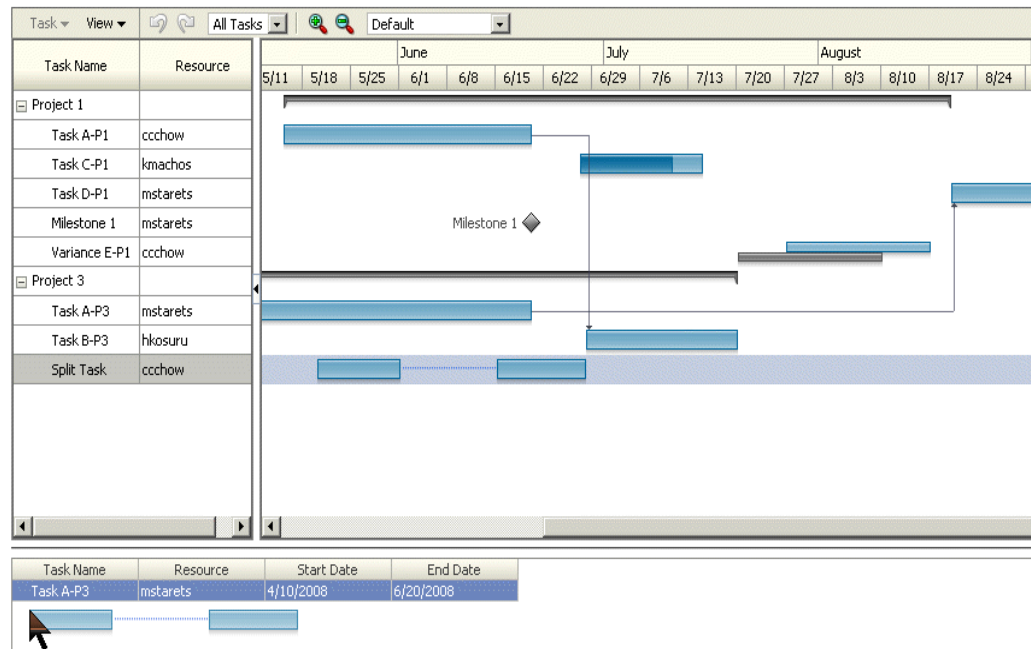 Task View All Tasks Default
Task Name Resource
June July August
5/11 5/18 5/25 6/1 6/8 6/15 6/22 6/29 7/6 7/13 7/20 7/27 8/3 8/10 8/17 8/24
Project 1
Task A-P1 ccchow
Task C-P1 kmachos
Task D-P1 mstarets
Milestone 1 mstarets Milestone 1
Variance E-P1 ccchow
Project 3
Task A-P3 mstarets
Task B-P3 hkosuru
Split Task ccchow
Task Name Resource Start Date End Date
Task A-P3 mstarets 4/10/2008 6/20/2008